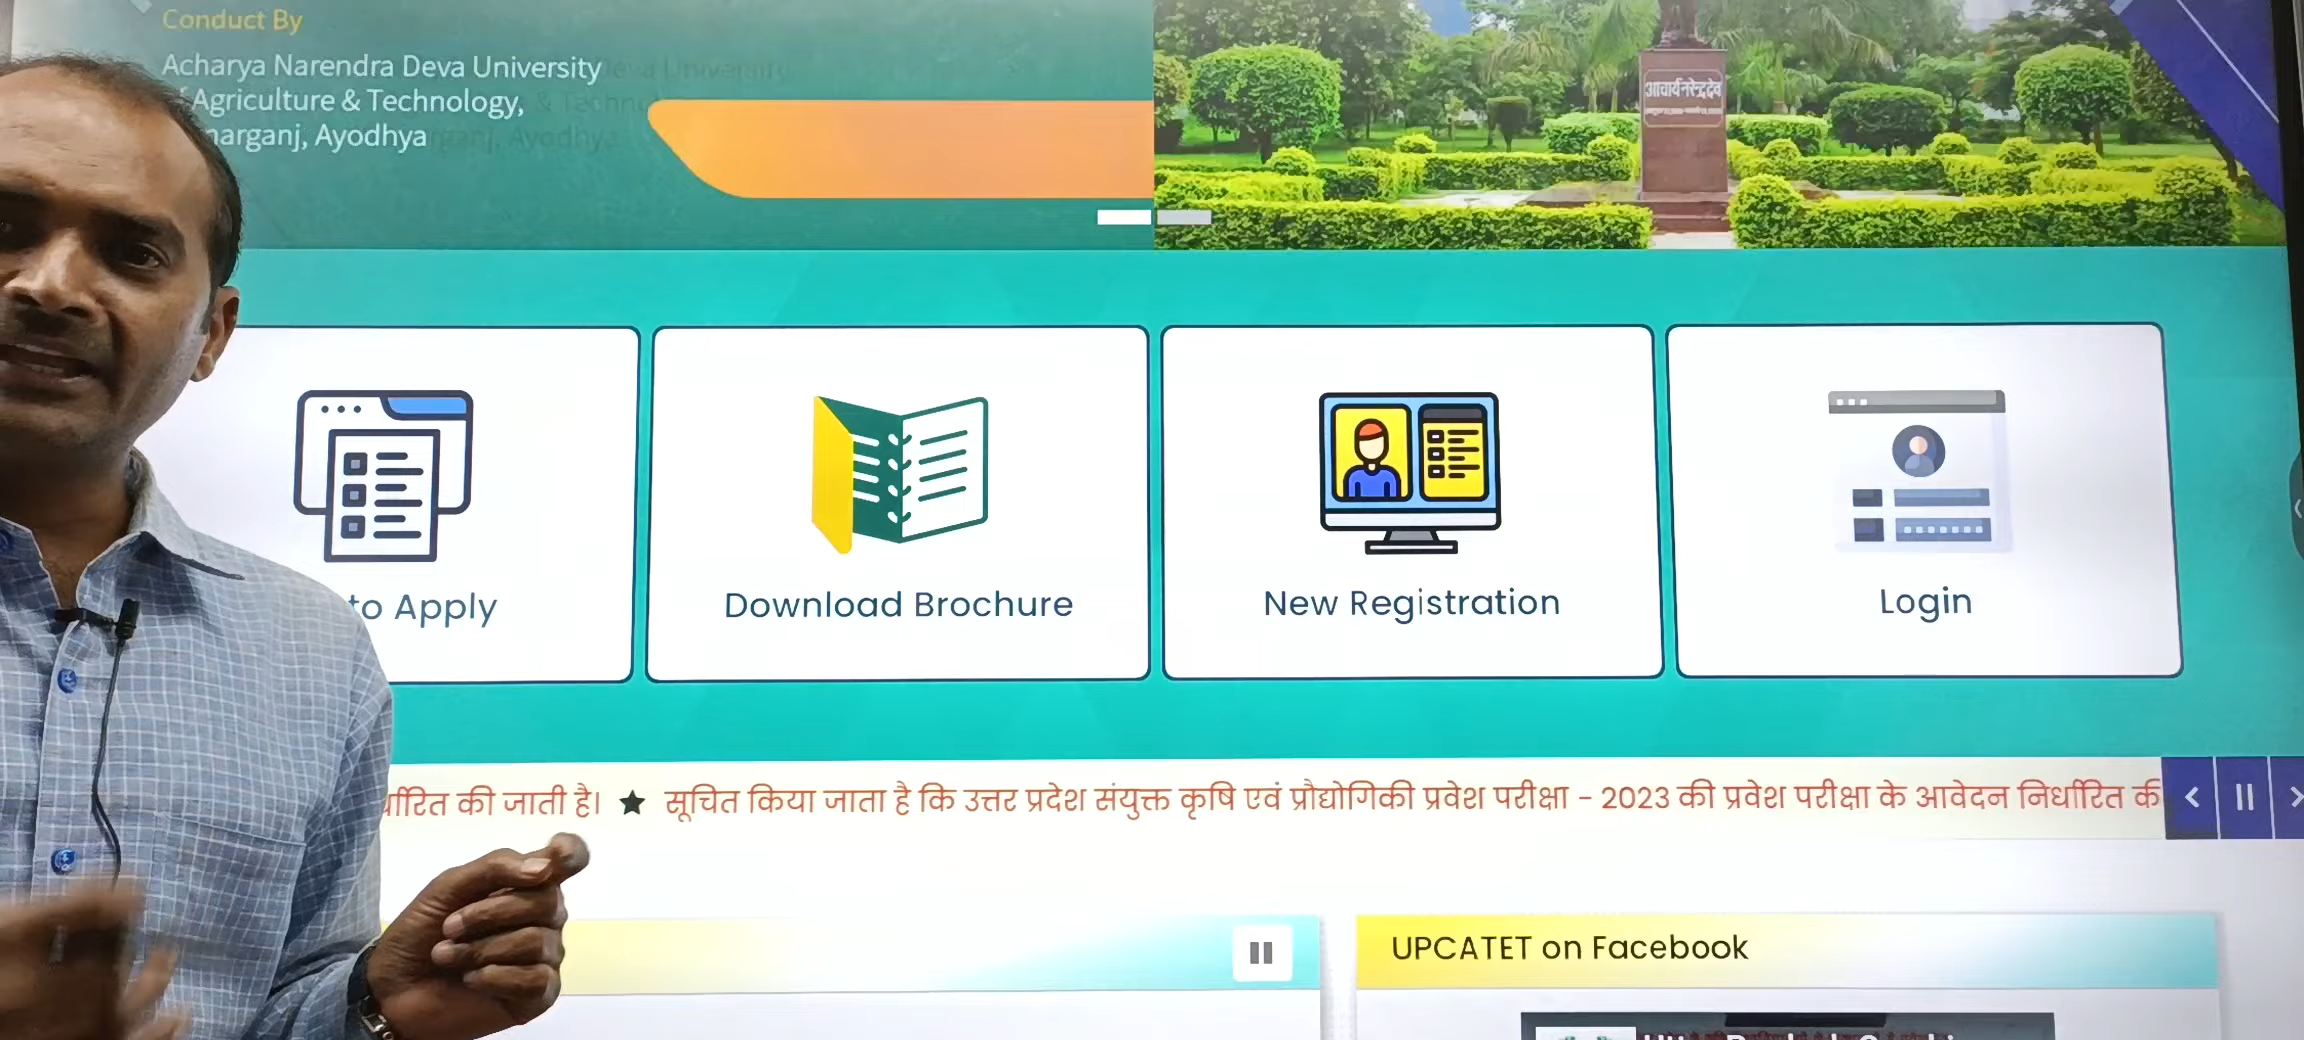 Conduct By
Acharya Narendra Deva University
Agriculture & Technology,
Ayodhya
आचार्य नरेन्द्र देव
to Apply
Download Brochure
New Registration
Login
की जाती है। ★ सूचित किया जाता है कि उत्तर प्रदेश संयुक्त कृषि एवं प्रौद्योगिकी प्रवेश परीक्षा - 2023 की प्रवेश परीक्षा के आवेदन निर्धारित की
UPCATET on Facebook